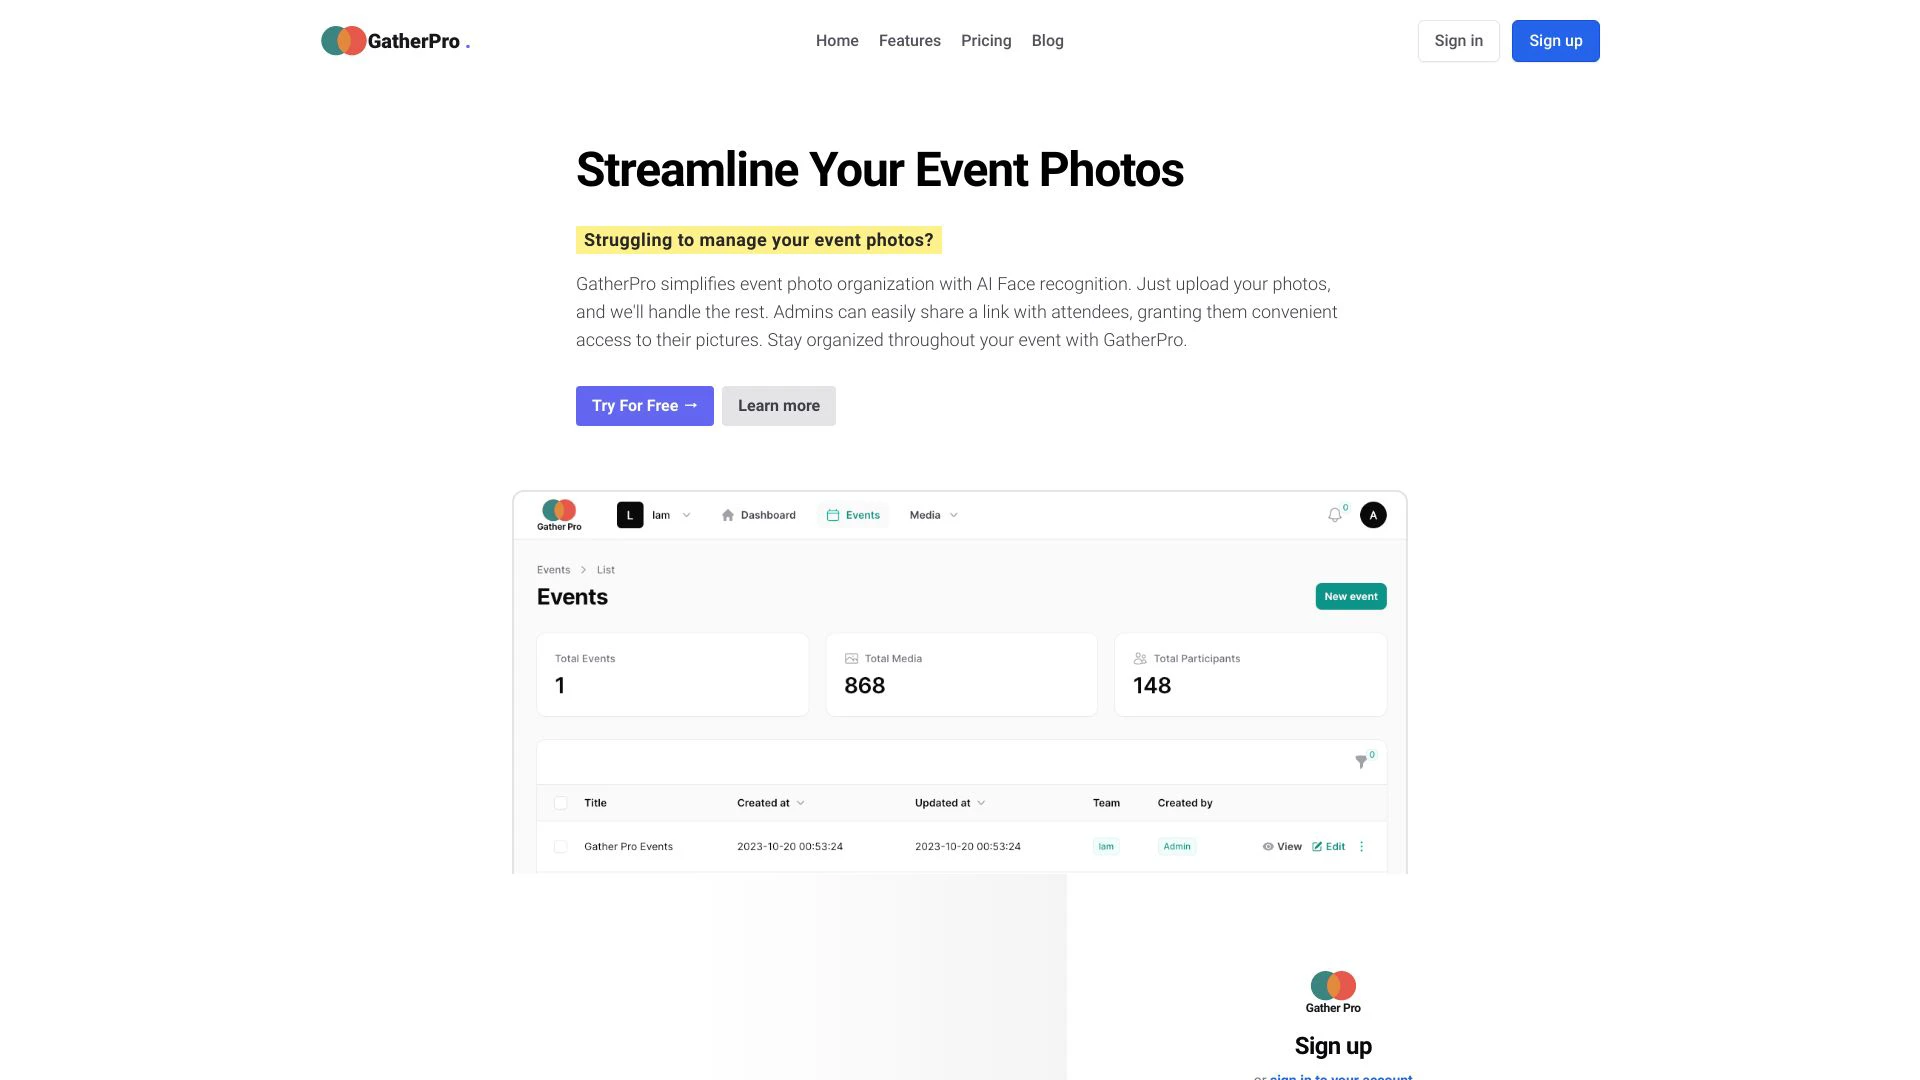 GatherPro .
Home Features Pricing Blog
Sign in Sign up
Streamline Your Event Photos
Struggling to manage your event photos?
GatherPro simplifies event photo organization with AI Face recognition. Just upload your photos,
and we'll handle the rest. Admins can easily share a link with attendees, granting them convenient
access to their pictures. Stay organized throughout your event with GatherPro.
Try For Free → Learn more
Gather Pro L Iam Dashboard Events Media 0 A
Events > List
Events New event
Total Events Total Media Total Participants
1 868 148
0
Title Created at Updated at Team Created by
Gather Pro Events 2023-10-20 00:53:24 2023-10-20 00:53:24 Iam Admin View Edit
Gather Pro
Sign up
or sign in to your account